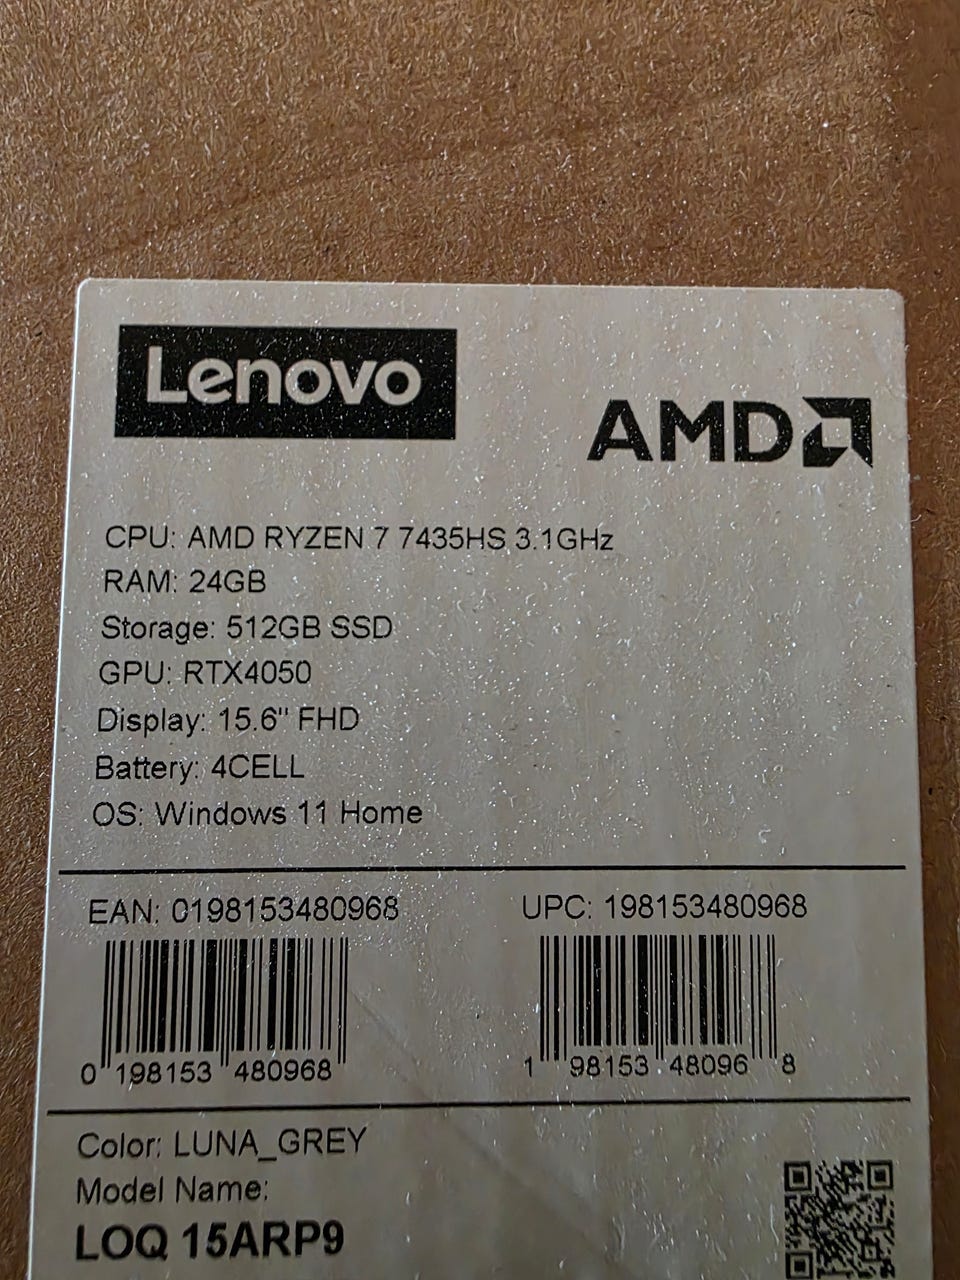 Lenovo
AMD
CPU: AMD RYZEN 7 7435HS 3.1GHz
RAM: 24GB
Storage: 512GB SSD
GPU: RTX4050
Display: 15.6" FHD
Battery: 4CELL
OS: Windows 11 Home
EAN: 0198153480968
UPC: 198153480968
0 198153 480968
1 98153 48096 8
Color: LUNA_GREY
Model Name:
LOQ 15ARP9